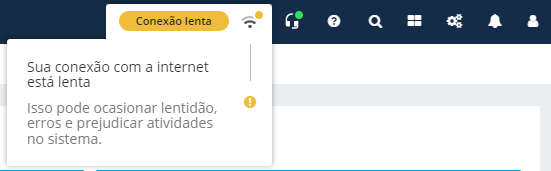 Conexão lenta
Sua conexão com a internet
está lenta
Isso pode ocasionar lentidão,
erros e prejudicar atividades
no sistema.